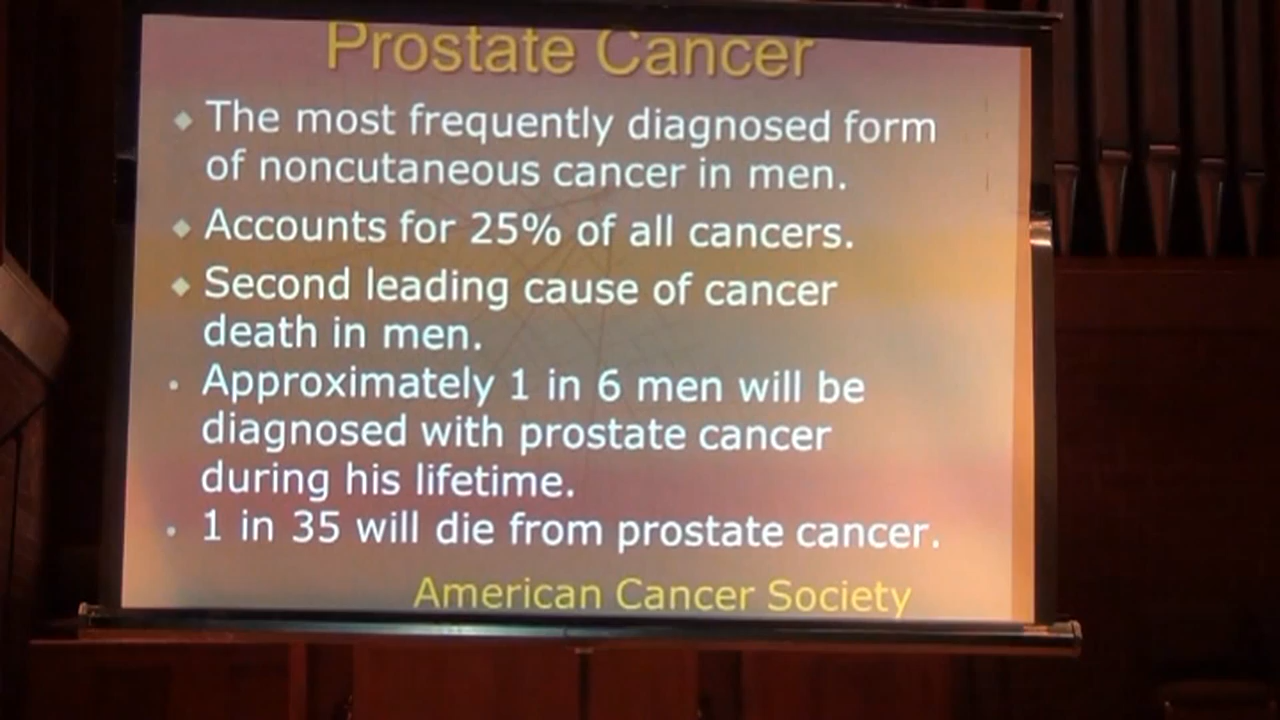 Prostate Cancer
The most frequently diagnosed form
of noncutaneous cancer in men.
Accounts for 25% of all cancers.
Second leading cause of cancer
death in men.
Approximately 1 in 6 men will be
diagnosed with prostate cancer
during his lifetime.
1 in 35 will die from prostate cancer.
American Cancer Society